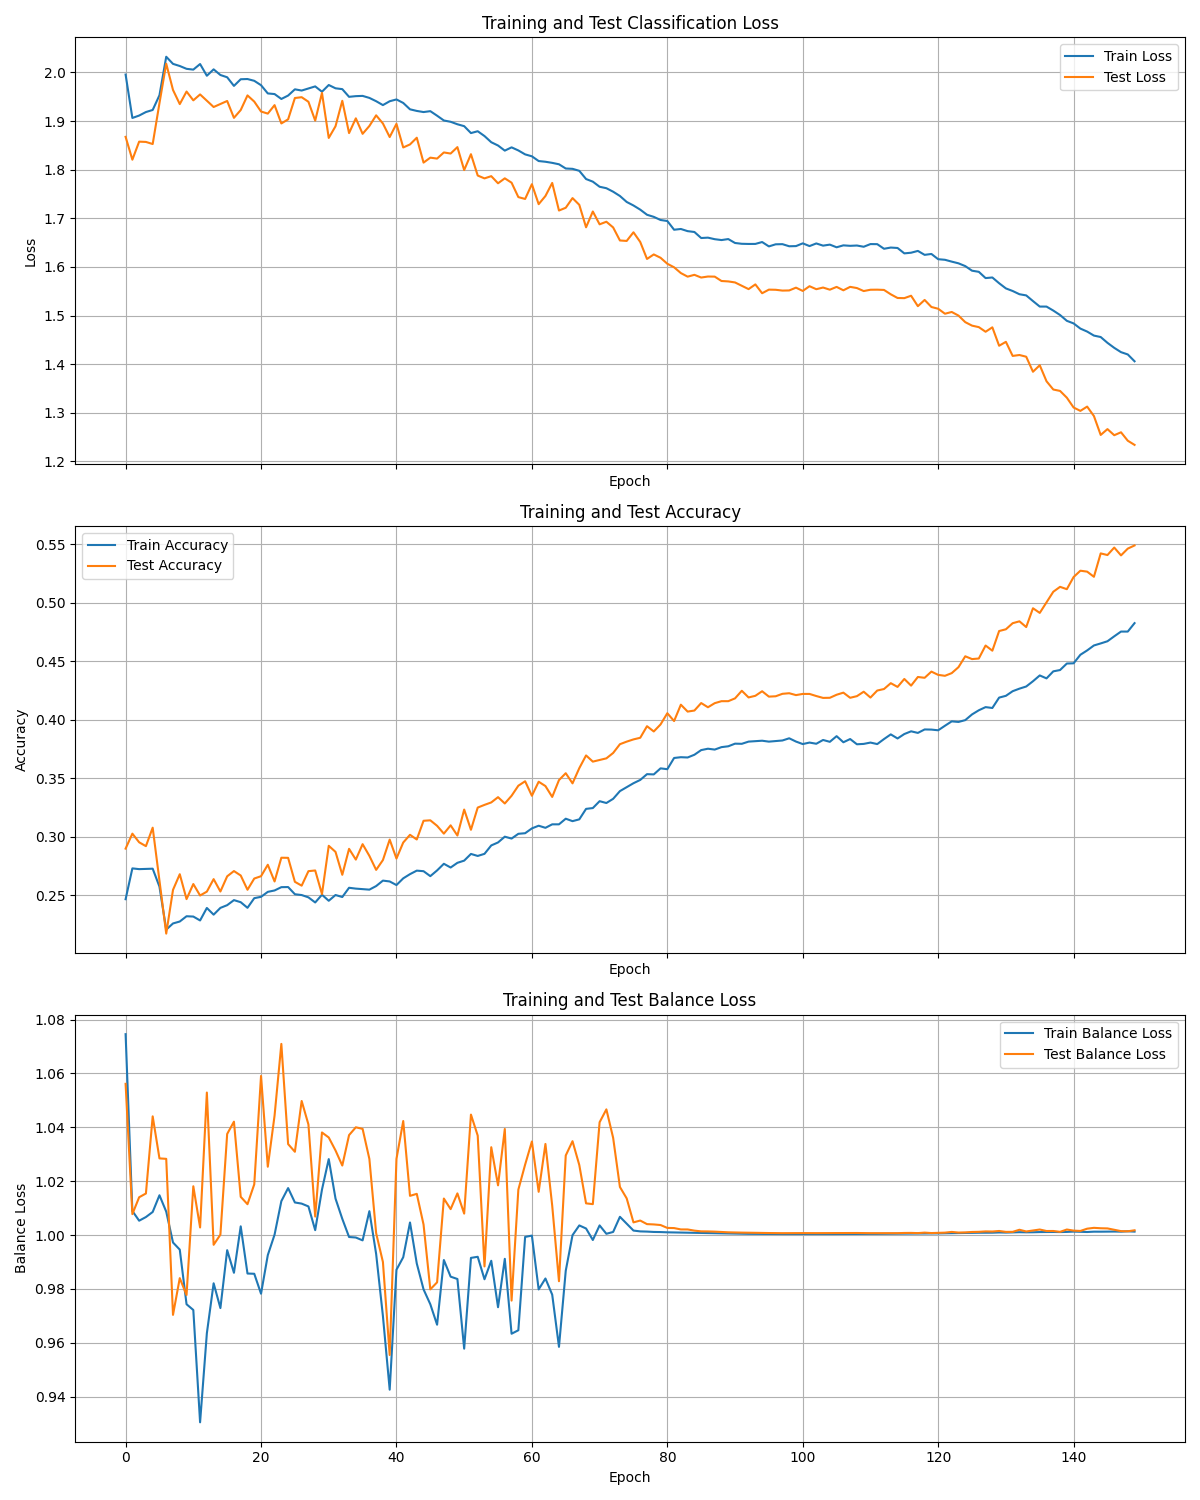 Training and Test Classification Loss
Train Loss
Test Loss
2.0
1.9
1.8
1.7
1.6
1.5
1.4
1.3
1.2
Loss
Epoch
Training and Test Accuracy
Train Accuracy
Test Accuracy
0.55
0.50
0.45
0.40
0.35
0.30
0.25
Accuracy
Epoch
Training and Test Balance Loss
Train Balance Loss
Test Balance Loss
1.08
1.06
1.04
1.02
1.00
0.98
0.96
0.94
Balance Loss
0 20 40 60 80 100 120 140
Epoch